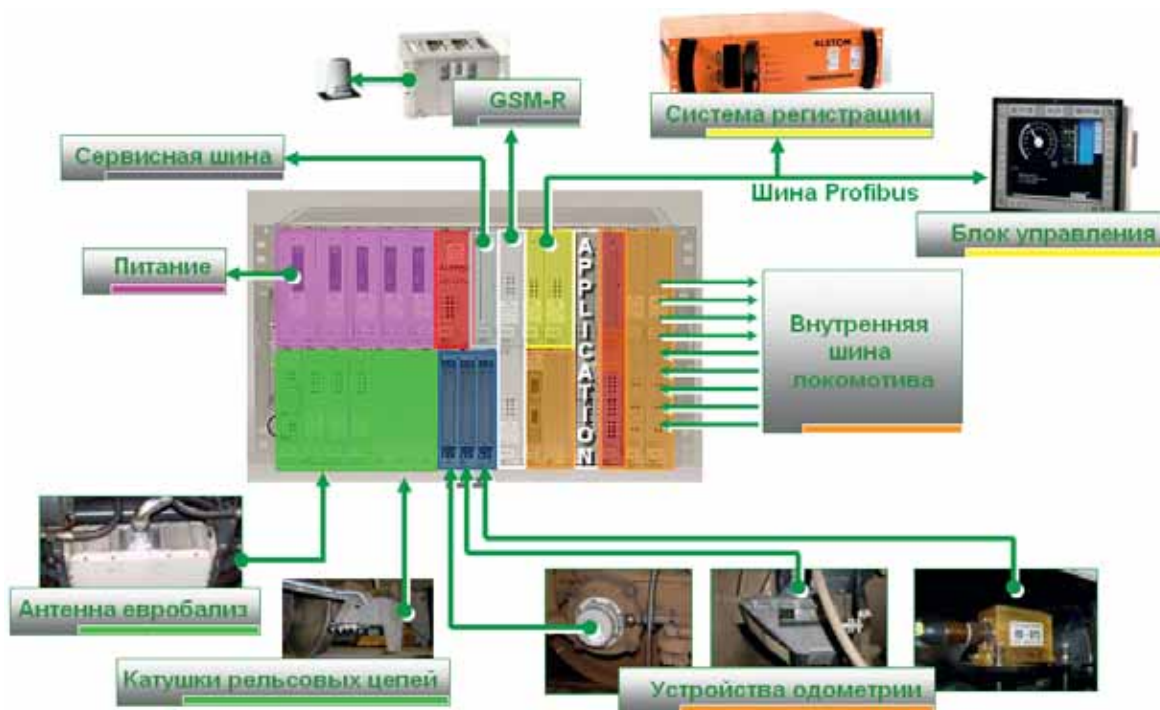 GSM-R
ALSTOM
Система регистрации
Сервисная шина
Шина Profibus
Блок управления
Питание
APPLICATION
Внутренняя
шина
локомотива
Антенна евробализ
Катушки рельсовых цепей
Устройства одометрии